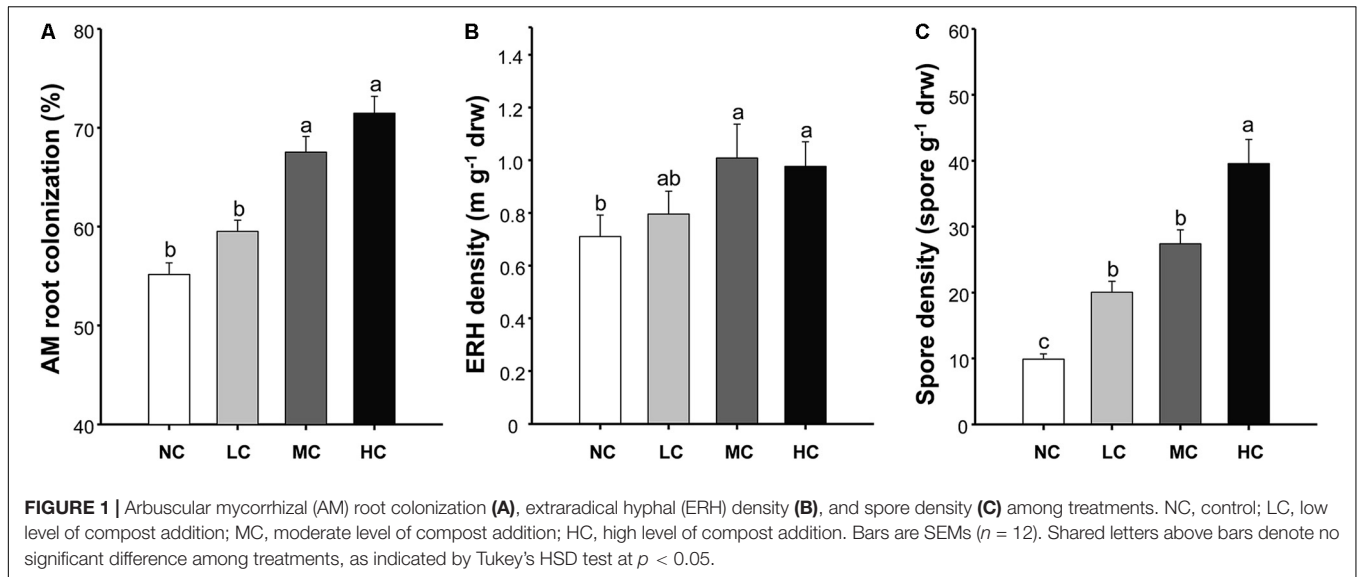 A
AM root colonization (%)
80
70
60
50
40
b
b
a
a
NC LC MC HC
B
ERH density (m g-1 drw)
1.4
1.2
1.0
0.8
0.6
0.4
0.2
0
b
ab
a
a
NC LC MC HC
C
Spore density (spore g-1 drw)
60
50
40
30
20
10
0
c
b
b
a
NC LC MC HC
FIGURE 1 | Arbuscular mycorrhizal (AM) root colonization (A), extraradical hyphal (ERH) density (B), and spore density (C) among treatments. NC, control; LC, low
level of compost addition; MC, moderate level of compost addition; HC, high level of compost addition. Bars are SEMs (n = 12). Shared letters above bars denote no
significant difference among treatments, as indicated by Tukey's HSD test at p < 0.05.